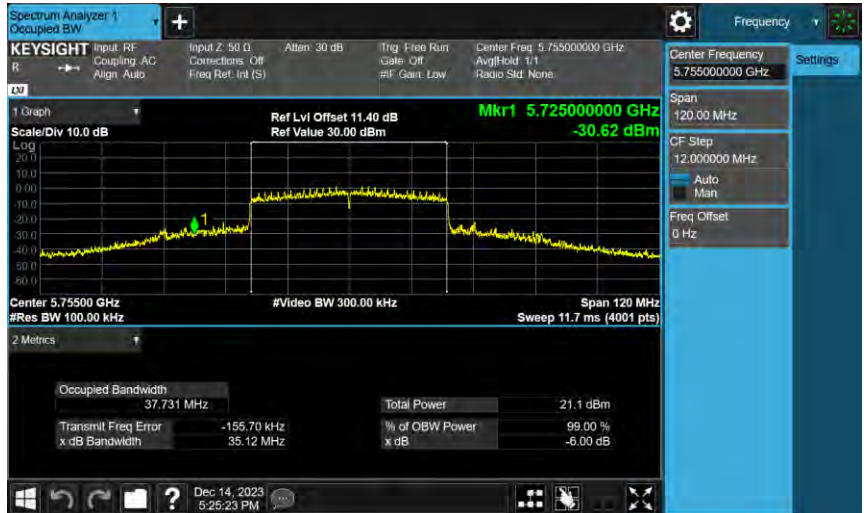 Spectrum Analyzer 1
Occupied BW
+
Frequency
KEYSIGHT
R
LXI
Input: RF
Coupling: AC
Align: Auto
Input Z: 50 Ω
Corrections: Off
Freq Ref: Int (S)
Atten: 30 dB
Trig: Free Run
Gate: Off
#IF Gain: Low
Center Freq: 5.755000000 GHz
Avg|Hold: 1/1
Radio Std: None
Center Frequency
5.755000000 GHz
Settings
Span
120.00 MHz
CF Step
12.000000 MHz
Auto
Man
Freq Offset
0 Hz
1 Graph
Scale/Div 10.0 dB
Ref Lvl Offset 11.40 dB
Ref Value 30.00 dBm
Mkr1 5.725000000 GHz
-30.62 dBm
Log
20.0
10.0
0.00
-10.0
-20.0
-30.0
-40.0
-50.0
-60.0
1
Center 5.75500 GHz
#Video BW 300.00 kHz
Span 120 MHz
#Res BW 100.00 kHz
Sweep 11.7 ms (4001 pts)
2 Metrics
Occupied Bandwidth
37.731 MHz
Total Power 21.1 dBm
Transmit Freq Error -155.70 kHz
% of OBW Power 99.00 %
x dB Bandwidth 35.12 MHz
x dB -6.00 dB
?
Dec 14, 2023
5:25:23 PM